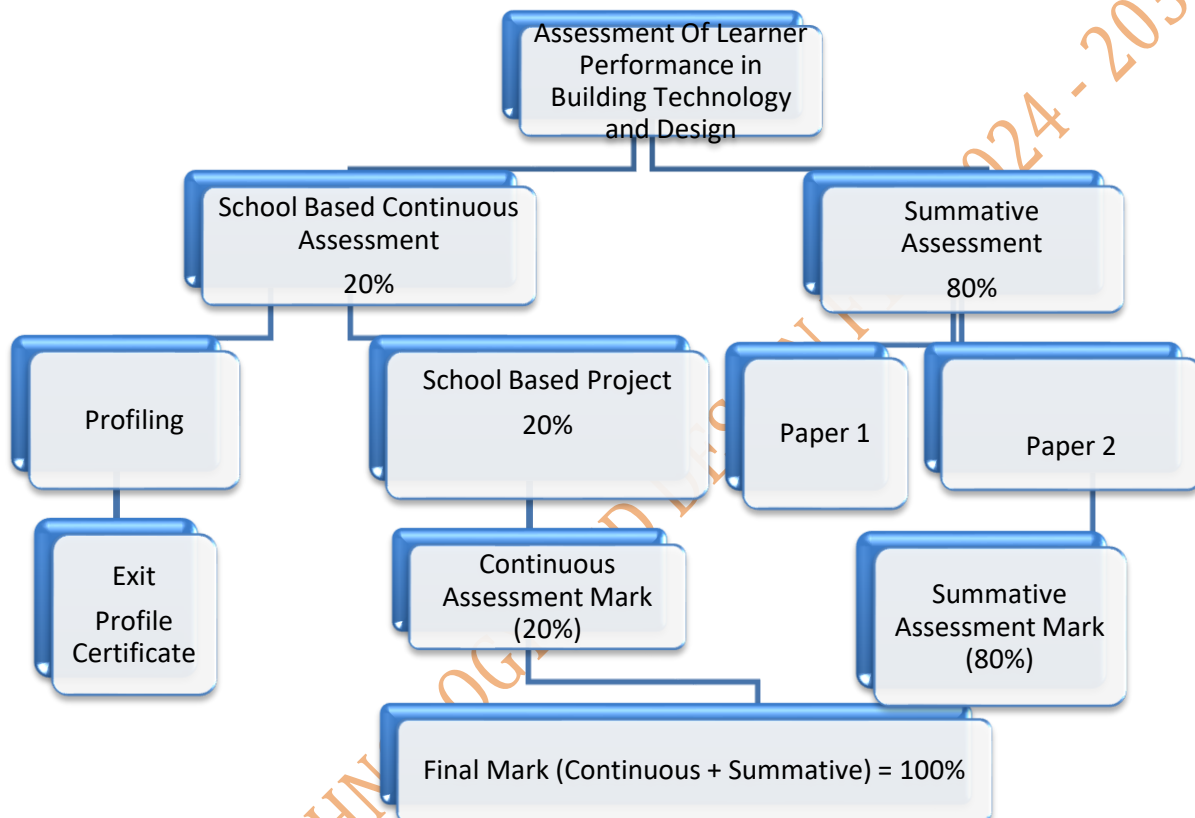 Assessment Of Learner
Performance in
Building Technology
and Design
School Based Continuous
Assessment
20%
Summative
Assessment
80%
Profiling
School Based Project
20%
Paper 1
Paper 2
Exit
Profile
Certificate
Continuous
Assessment Mark
(20%)
Summative
Assessment Mark
(80%)
Final Mark (Continuous + Summative) = 100%